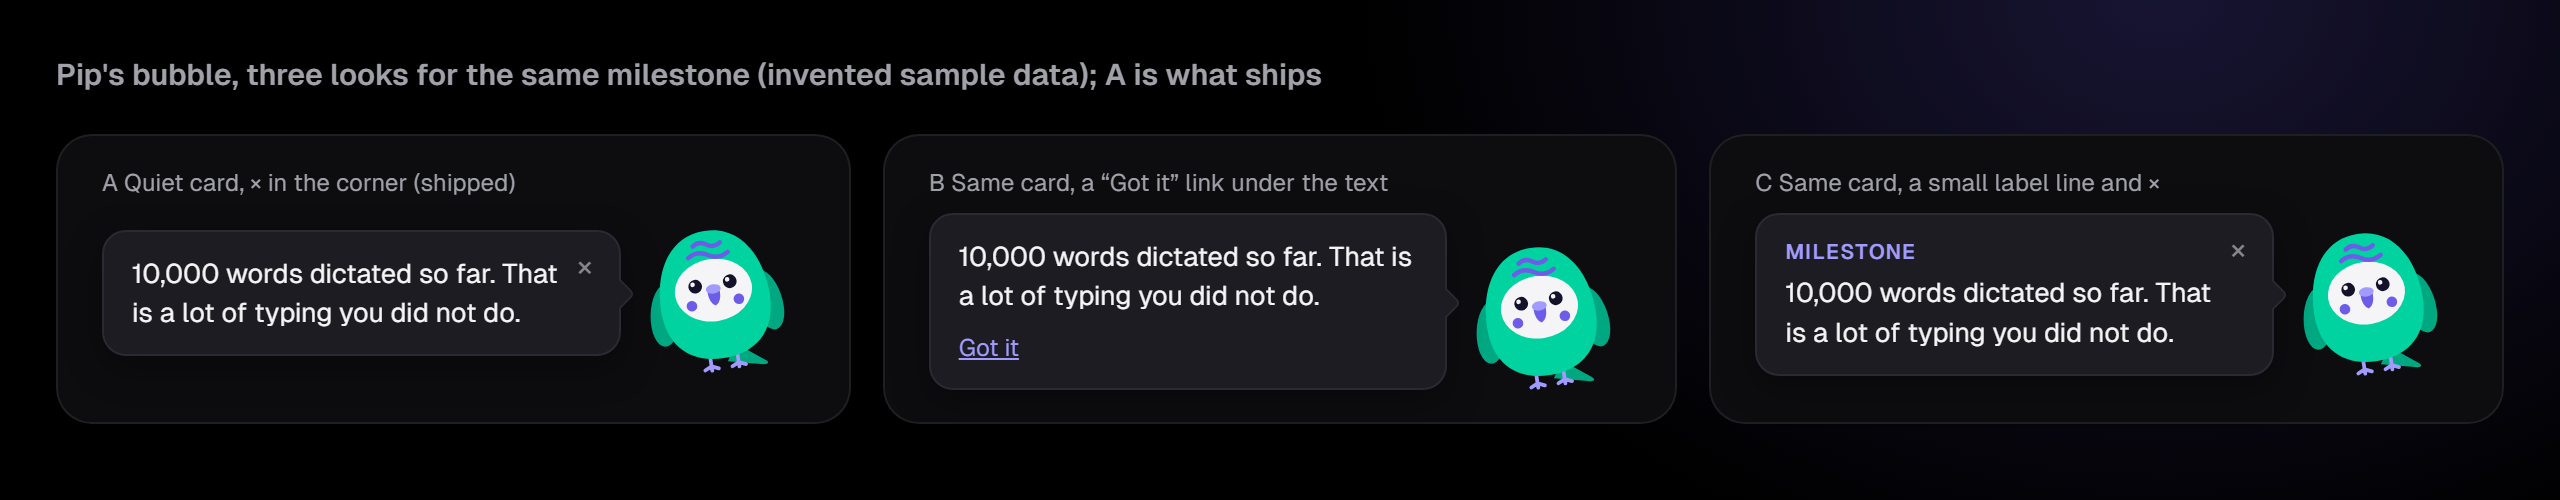 Pip's bubble, three looks for the same milestone (invented sample data); A is what ships
A Quiet card, × in the corner (shipped)
10,000 words dictated so far. That
is a lot of typing you did not do.
×
B Same card, a “Got it” link under the text
10,000 words dictated so far. That is
a lot of typing you did not do.
Got it
C Same card, a small label line and ×
MILESTONE
×
10,000 words dictated so far. That
is a lot of typing you did not do.